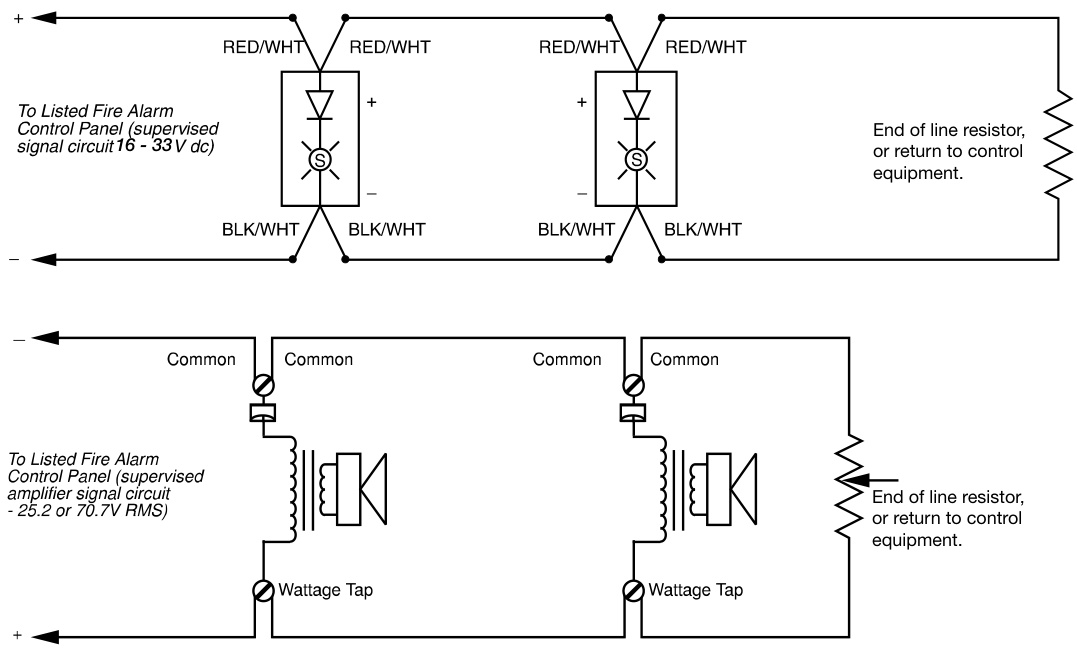 +
RED/WHT RED/WHT RED/WHT RED/WHT
To Listed Fire Alarm
Control Panel (supervised
signal circuit 16 - 33 V dc)
+ +
S S
End of line resistor,
or return to control
equipment.
– –
BLK/WHT BLK/WHT BLK/WHT BLK/WHT
–
–
Common Common Common Common
To Listed Fire Alarm
Control Panel (supervised
amplifier signal circuit
- 25.2 or 70.7V RMS)
End of line resistor,
or return to control
equipment.
Wattage Tap Wattage Tap
+